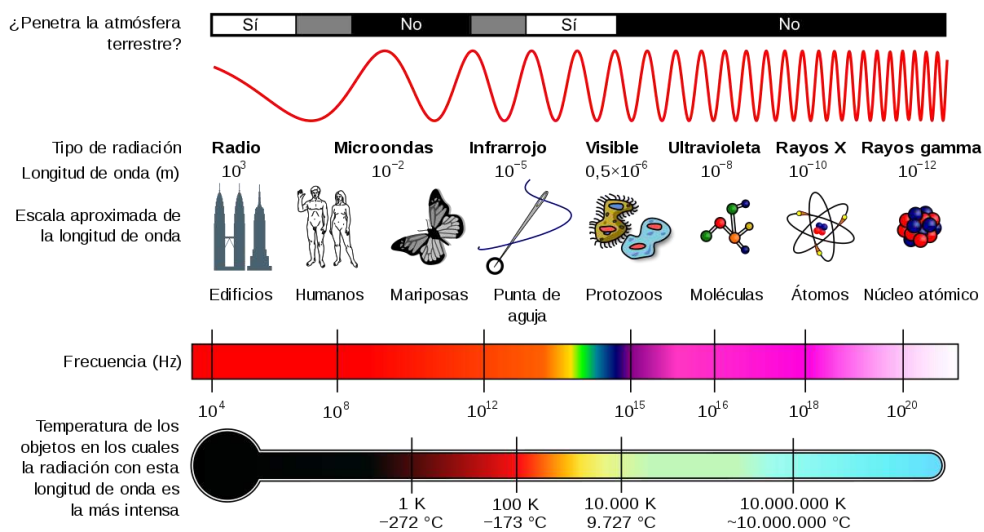 ¿Penetra la atmósfera
terrestre?
Sí No Sí No
Tipo de radiación Radio Microondas Infrarrojo Visible Ultravioleta Rayos X Rayos gamma
Longitud de onda (m) 10³ 10⁻² 10⁻⁵ 0,5×10⁻⁶ 10⁻⁸ 10⁻¹⁰ 10⁻¹²
Escala aproximada de
la longitud de onda
Edificios Humanos Mariposas Punta de
aguja Protozoos Moléculas Átomos Núcleo atómico
Frecuencia (Hz)
10⁴ 10⁸ 10¹² 10¹⁵ 10¹⁶ 10¹⁸ 10²⁰
Temperatura de los
objetos en los cuales
la radiación con esta
longitud de onda es
la más intensa
1 K 100 K 10.000 K 10.000.000 K
−272 °C −173 °C 9.727 °C ~10.000.000 °C